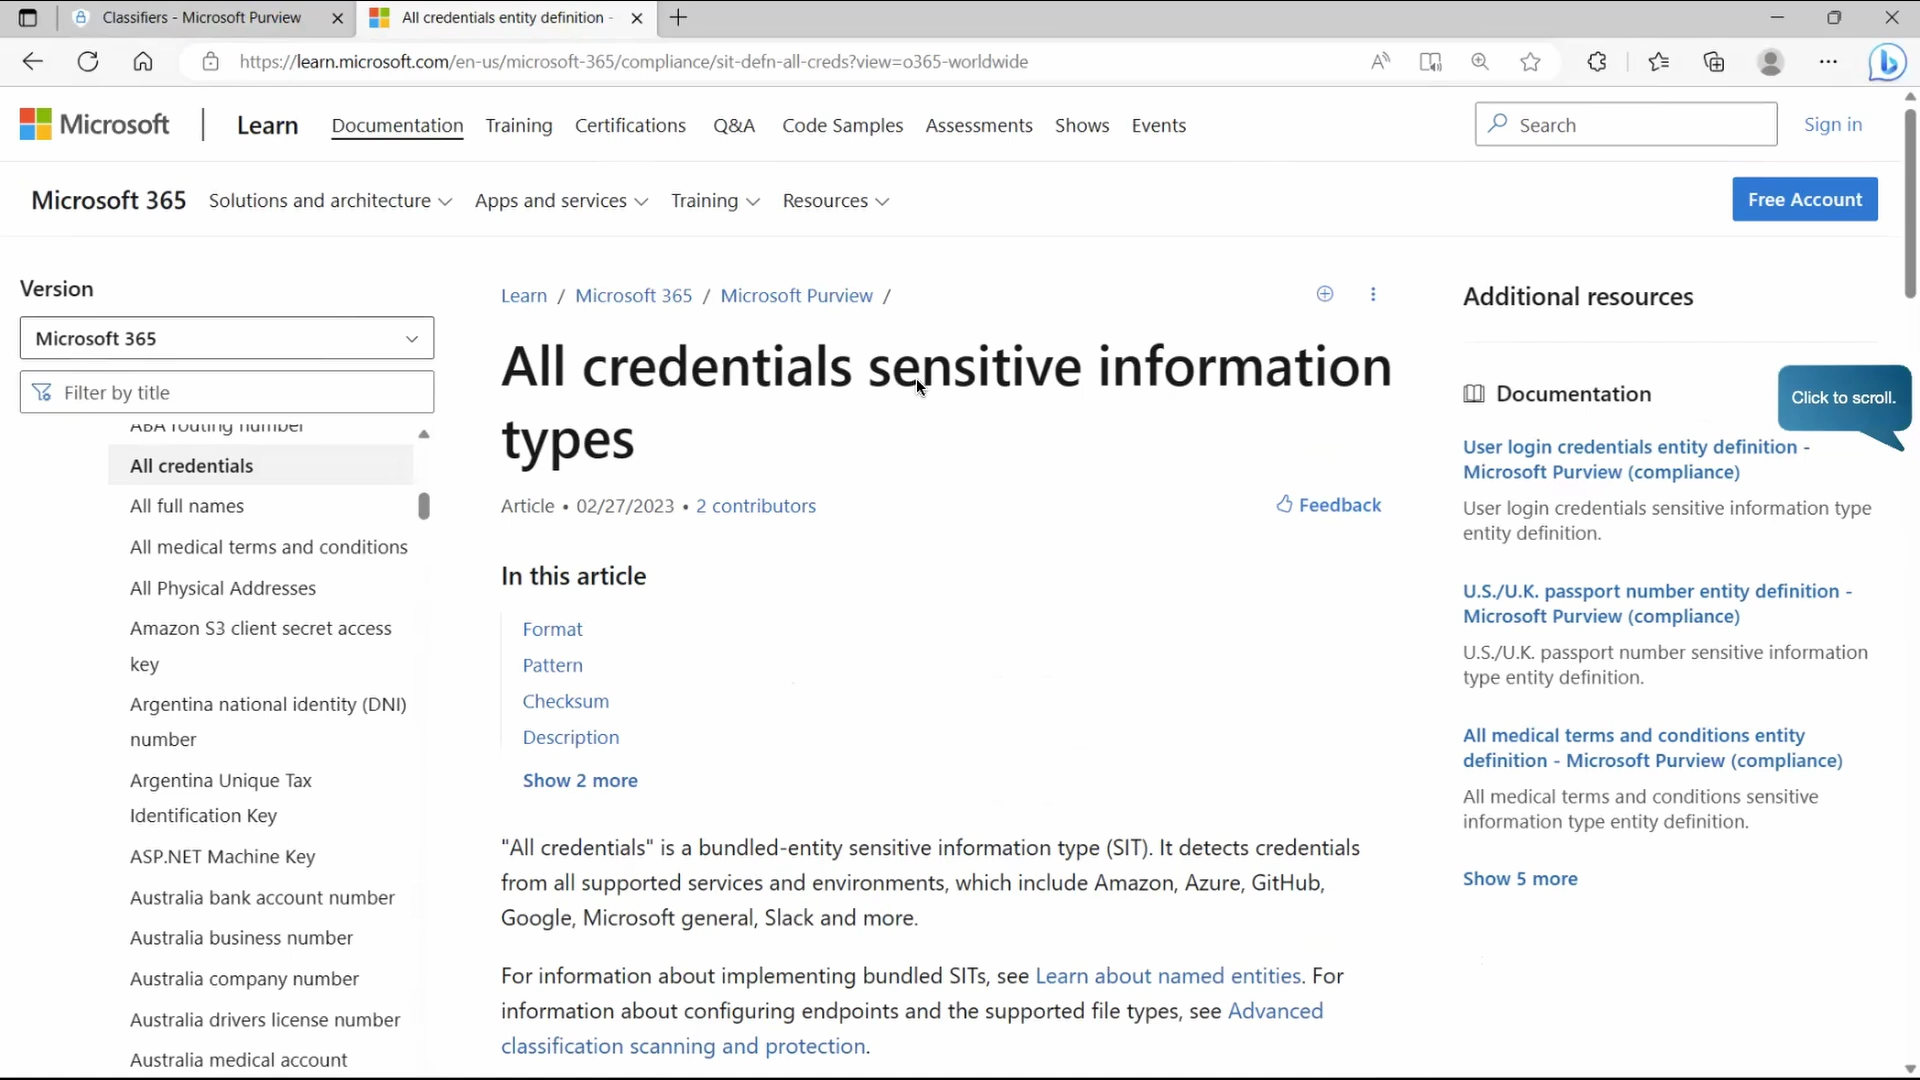 Classifiers - Microsoft Purview
All credentials entity definition -
https://learn.microsoft.com/en-us/microsoft-365/compliance/sit-defn-all-creds?view=o365-worldwide
Microsoft
Learn Documentation Training Certifications Q&A Code Samples Assessments Shows Events
Search
Sign in
Microsoft 365 Solutions and architecture Apps and services Training Resources
Free Account
Version
Microsoft 365
Filter by title
ABA routing number
All credentials
All full names
All medical terms and conditions
All Physical Addresses
Amazon S3 client secret access
key
Argentina national identity (DNI)
number
Argentina Unique Tax
Identification Key
ASP.NET Machine Key
Australia bank account number
Australia business number
Australia company number
Australia drivers license number
Australia medical account
Learn / Microsoft 365 / Microsoft Purview /
All credentials sensitive information
types
Article • 02/27/2023 • 2 contributors
Feedback
In this article
Format
Pattern
Checksum
Description
Show 2 more
"All credentials" is a bundled-entity sensitive information type (SIT). It detects credentials
from all supported services and environments, which include Amazon, Azure, GitHub,
Google, Microsoft general, Slack and more.
For information about implementing bundled SITs, see Learn about named entities. For
information about configuring endpoints and the supported file types, see Advanced
classification scanning and protection.
Additional resources
Documentation
Click to scroll.
User login credentials entity definition -
Microsoft Purview (compliance)
User login credentials sensitive information type
entity definition.
U.S./U.K. passport number entity definition -
Microsoft Purview (compliance)
U.S./U.K. passport number sensitive information
type entity definition.
All medical terms and conditions entity
definition - Microsoft Purview (compliance)
All medical terms and conditions sensitive
information type entity definition.
Show 5 more